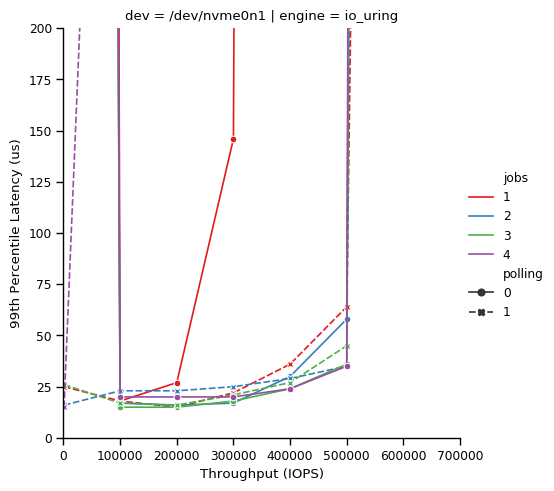 dev = /dev/nvme0n1 | engine = io_uring
200
175
150
125
100
75
50
25
0
99th Percentile Latency (us)
0 100000 200000 300000 400000 500000 600000 700000
Throughput (IOPS)
jobs
1
2
3
4
polling
0
1